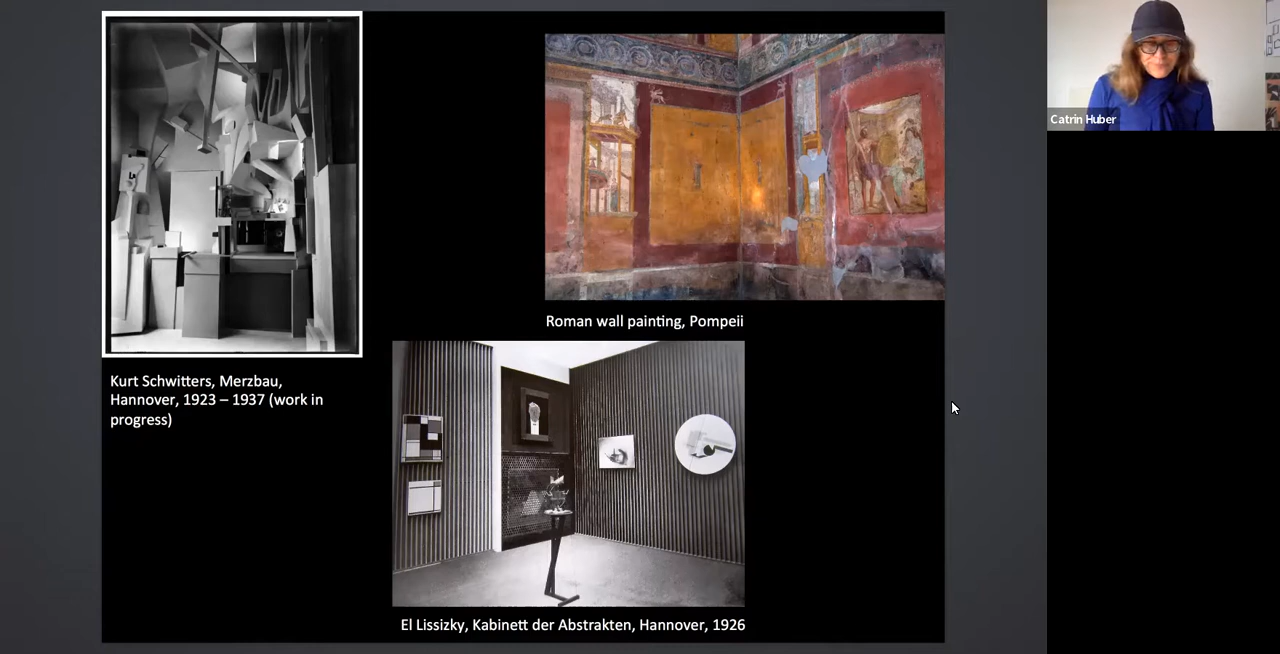 Catrin Huber
Roman wall painting, Pompeii
Kurt Schwitters, Merzbau,
Hannover, 1923 – 1937 (work in
progress)
El Lissizky, Kabinett der Abstrakten, Hannover, 1926